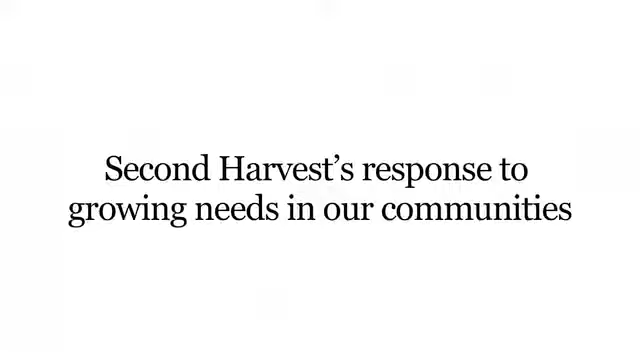 Second Harvest’s response to
growing needs in our communities